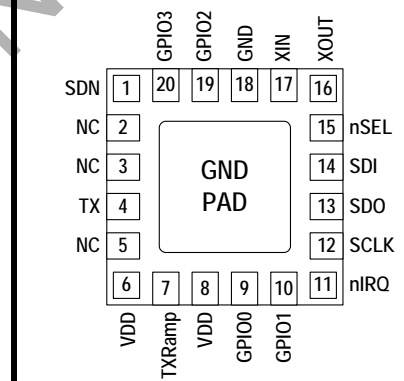 GPIO3 GPIO2 GND XIN XOUT
SDN 1 20 19 18 17 16
NC 2 15 nSEL
NC 3 GND 14 SDI
TX 4 PAD 13 SDO
NC 5 12 SCLK
6 7 8 9 10 11 nIRQ
VDD TXRamp VDD GPIO0 GPIO1